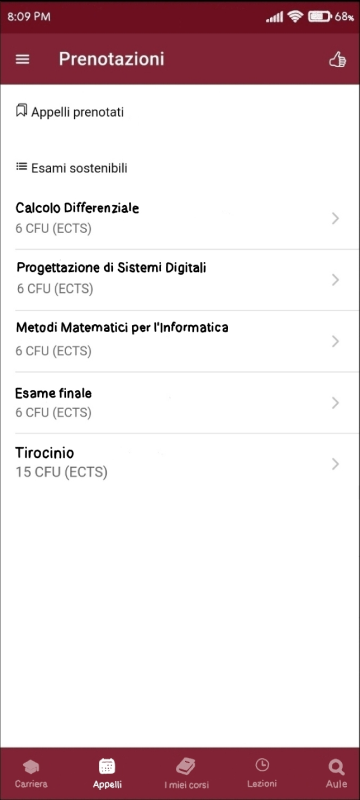 8:09 PM 68%
Prenotazioni
Appelli prenotati
Esami sostenibili
Calcolo Differenziale
6 CFU (ECTS)
Progettazione di Sistemi Digitali
6 CFU (ECTS)
Metodi Matematici per l'Informatica
6 CFU (ECTS)
Esame finale
6 CFU (ECTS)
Tirocinio
15 CFU (ECTS)
Carriera Appelli I miei corsi Lezioni Aule